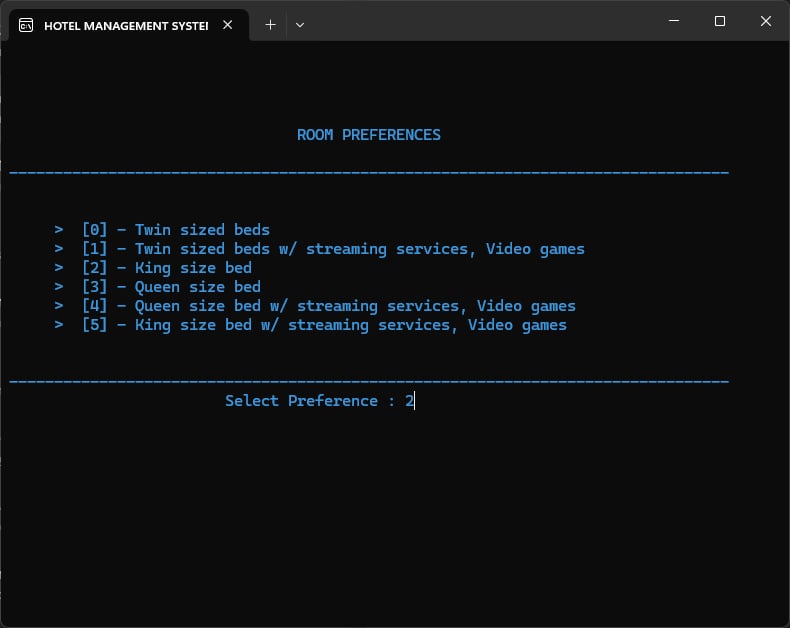 HOTEL MANAGEMENT SYSTEM
ROOM PREFERENCES
> [0] - Twin sized beds
> [1] - Twin sized beds w/ streaming services, Video games
> [2] - King size bed
> [3] - Queen size bed
> [4] - Queen size bed w/ streaming services, Video games
> [5] - King size bed w/ streaming services, Video games
Select Preference : 2